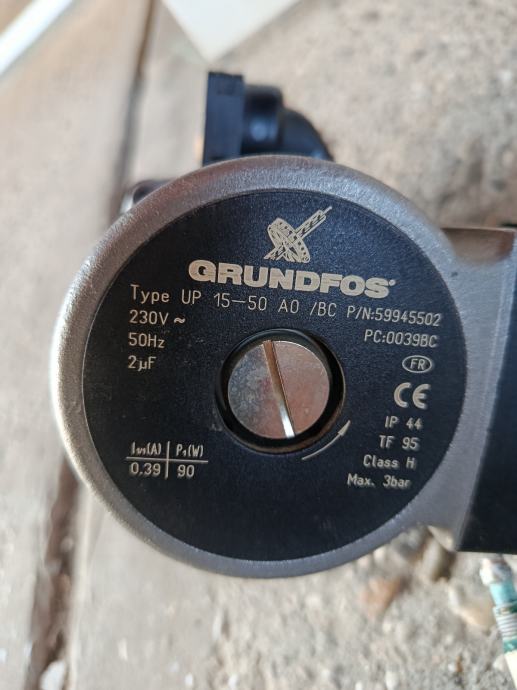 GRUNDFOS®
Type UP 15-50 AO /BC P/N:59945502
230V ~
PC:0039BC
50Hz
FR
2µF
CE
IP 44
TF 95
I₁/₁(A) P₁(W)
Class H
0.39 90
Max. 3bar